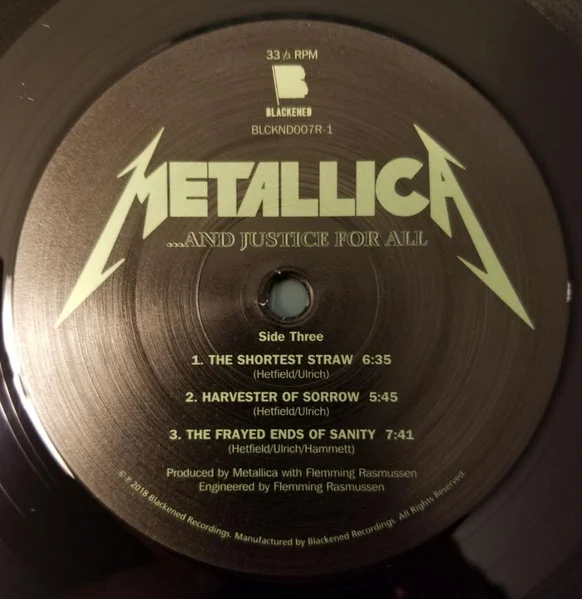 33 ⅓ RPM
B
BLACKENED
BLCKND007R-1
METALLICA
...AND JUSTICE FOR ALL
Side Three
1. THE SHORTEST STRAW 6:35
(Hetfield/Ulrich)
2. HARVESTER OF SORROW 5:45
(Hetfield/Ulrich)
3. THE FRAYED ENDS OF SANITY 7:41
(Hetfield/Ulrich/Hammett)
Produced by Metallica with Flemming Rasmussen
Engineered by Flemming Rasmussen
© ℗ 2018 Blackened Recordings. Manufactured by Blackened Recordings. All Rights Reserved.